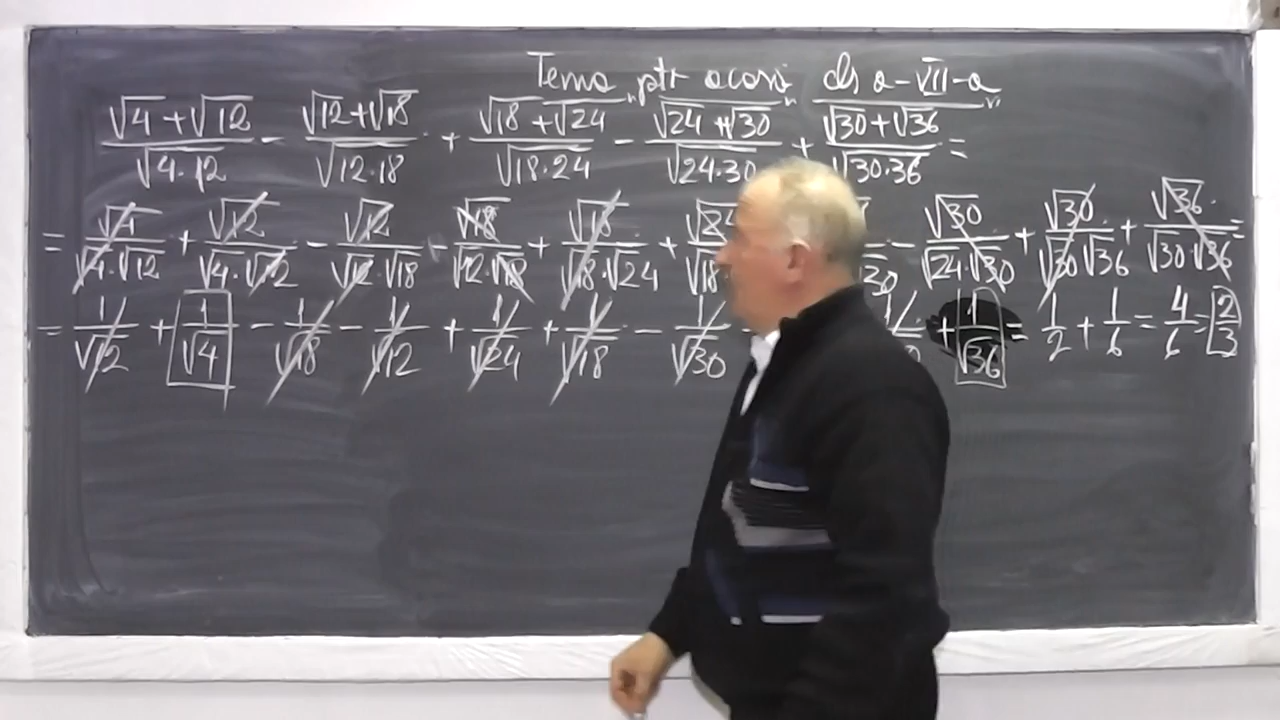 Tema „ptr acasă” cls a-VII-a”
(√4+√12)/√(4·12) - (√12+√18)/√(12·18) + (√18+√24)/√(18·24) - (√24+√30)/√(24·30) + (√30+√36)/√(30·36) =
= √4/(√4·√12) + √12/(√4·√12) - √12/(√12·√18) - √18/(√12·√18) + √18/(√18·√24) + - √30/(√24·√30) + √30/(√30√36) + √36/(√30√36) =
= 1/√12 + 1/√4 - 1/√18 - 1/√12 + 1/√24 + 1/√18 - 1/√30 + 1/√36 = 1/2 + 1/6 = 4/6 = 2/3